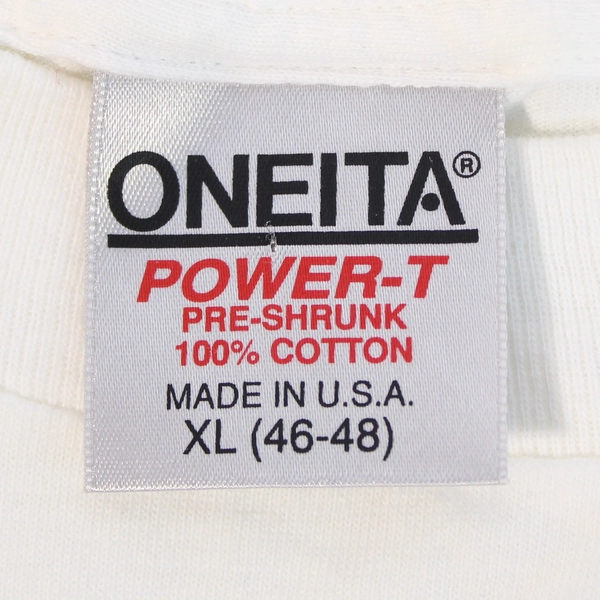 ONEITA®
POWER-T
PRE-SHRUNK
100% COTTON
MADE IN U.S.A.
XL (46-48)